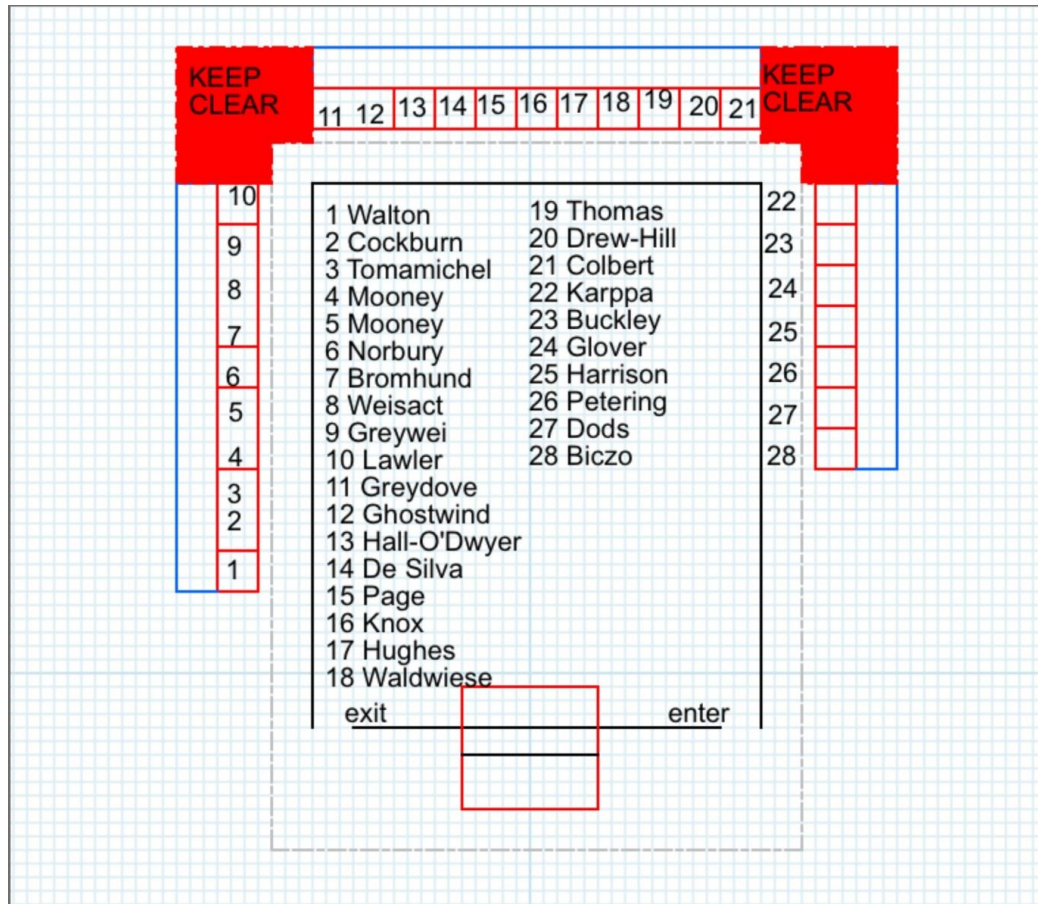 KEEP
CLEAR
KEEP
CLEAR
11 12 13 14 15 16 17 18 19 20 21
10
9
8
7
6
5
4
3
2
1
1 Walton
2 Cockburn
3 Tomamichel
4 Mooney
5 Mooney
6 Norbury
7 Bromhund
8 Weisact
9 Greywei
10 Lawler
11 Greydove
12 Ghostwind
13 Hall-O'Dwyer
14 De Silva
15 Page
16 Knox
17 Hughes
18 Waldwiese
19 Thomas
20 Drew-Hill
21 Colbert
22 Karppa
23 Buckley
24 Glover
25 Harrison
26 Petering
27 Dods
28 Biczo
22
23
24
25
26
27
28
exit
enter